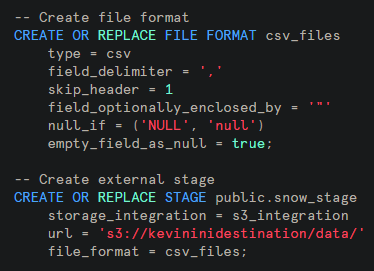 -- Create file format
CREATE OR REPLACE FILE FORMAT csv_files
    type = csv
    field_delimiter = ','
    skip_header = 1
    field_optionally_enclosed_by = '"'
    null_if = ('NULL', 'null')
    empty_field_as_null = true;

-- Create external stage
CREATE OR REPLACE STAGE public.snow_stage
    storage_integration = s3_integration
    url = 's3://kevininidestination/data/'
    file_format = csv_files;